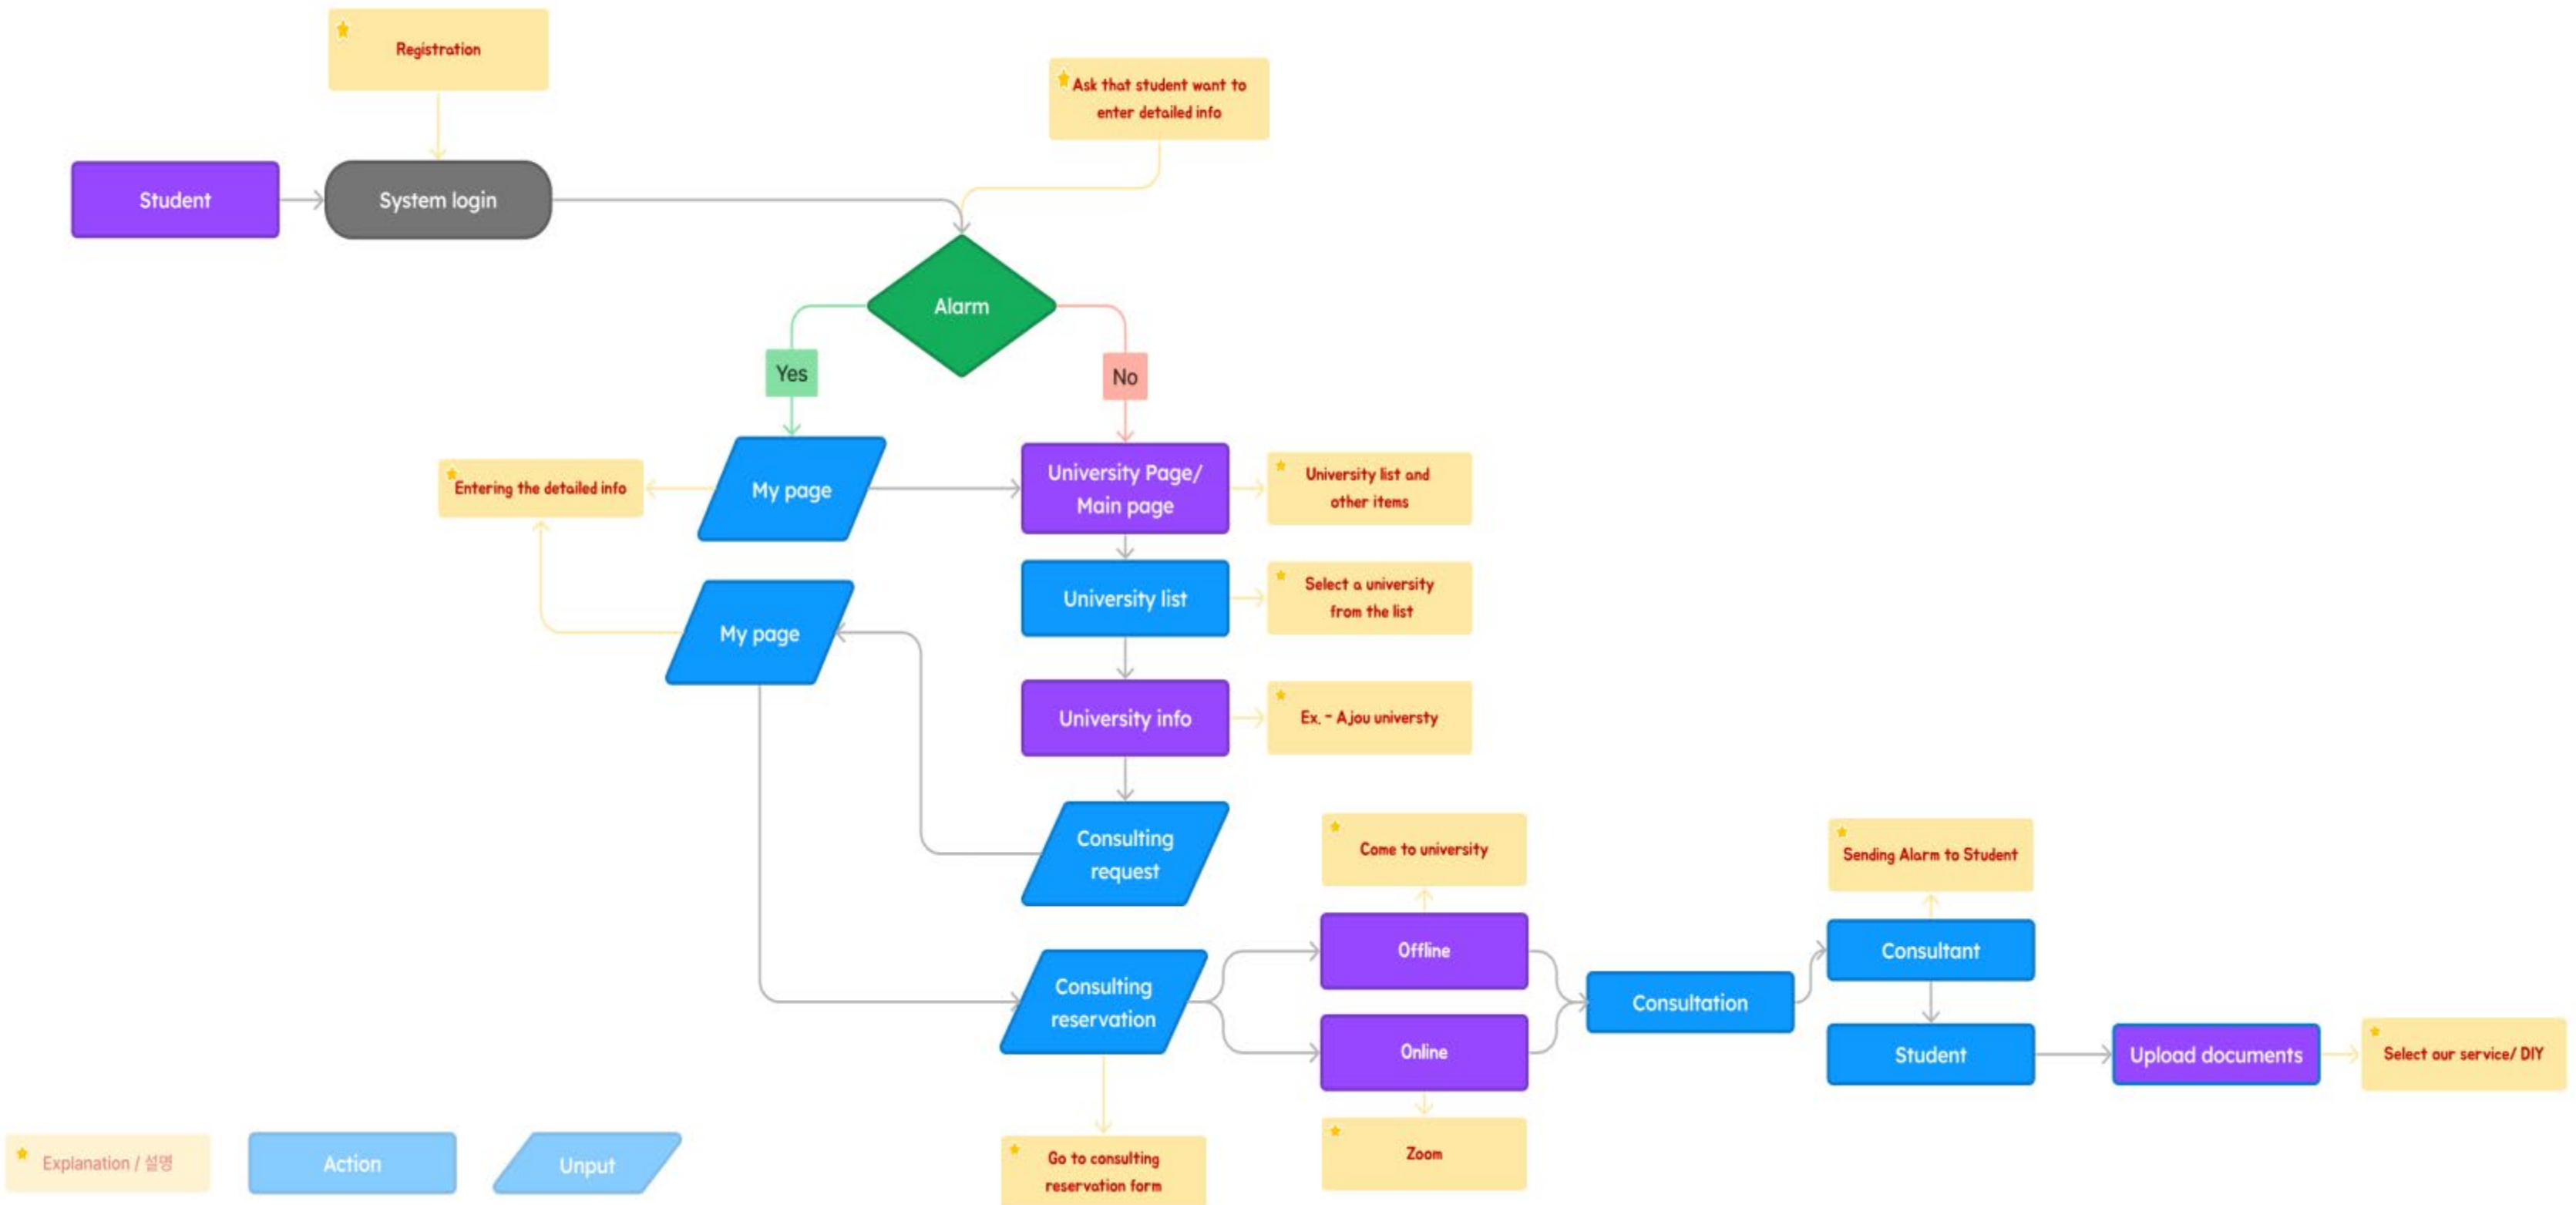 Registration
Ask that student want to
enter detailed info
Student
System login
Alarm
Yes
No
Entering the detailed info
My page
University Page/
Main page
University list and
other items
My page
University list
Select a university
from the list
University info
Ex. - Ajou universty
Consulting
request
Come to university
Sending Alarm to Student
Offline
Consultant
Consulting
reservation
Consultation
Online
Student
Upload documents
Select our service/ DIY
Explanation / 설명
Action
Unput
Go to consulting
reservation form
Zoom